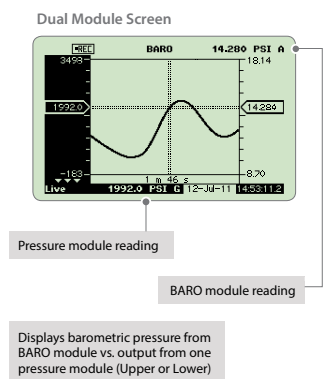 Dual Module Screen
REC BARO 14.280 PSI A
3493 18.14
1992.0 14.280
-183 8.70
1 m 46 s
Live 1992.0 PSI G 12-Jul-11 14:53:11.2
Pressure module reading
BARO module reading
Displays barometric pressure from
BARO module vs. output from one
pressure module (Upper or Lower)